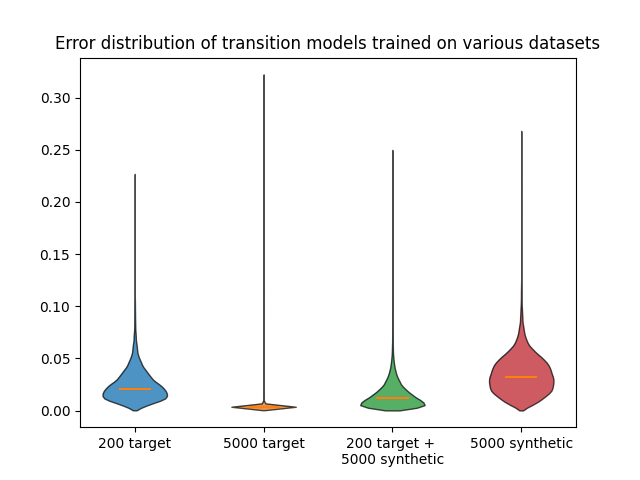 Error distribution of transition models trained on various datasets
0.30
0.25
0.20
0.15
0.10
0.05
0.00
200 target
5000 target
200 target +
5000 synthetic
5000 synthetic